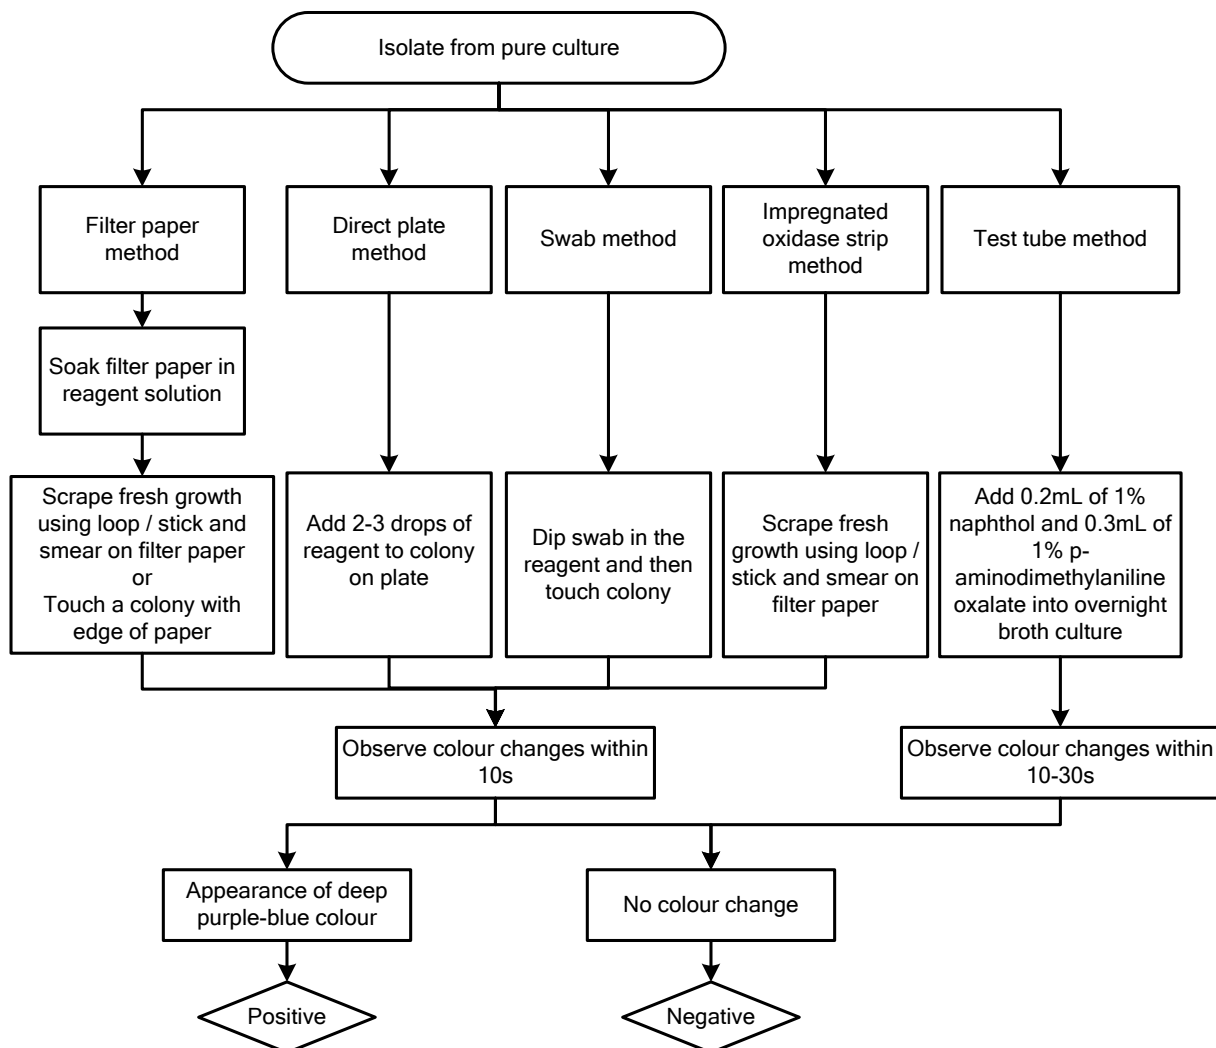 Isolate from pure culture
Filter paper
method
Direct plate
method
Swab method
Impregnated
oxidase strip
method
Test tube method
Soak filter paper in
reagent solution
Scrape fresh growth
using loop / stick and
smear on filter paper
or
Touch a colony with
edge of paper
Add 2-3 drops of
reagent to colony
on plate
Dip swab in the
reagent and then
touch colony
Scrape fresh
growth using loop /
stick and smear on
filter paper
Add 0.2mL of 1%
naphthol and 0.3mL of
1% p-
aminodimethylaniline
oxalate into overnight
broth culture
Observe colour changes within
10s
Observe colour changes within
10-30s
Appearance of deep
purple-blue colour
No colour change
Positive
Negative